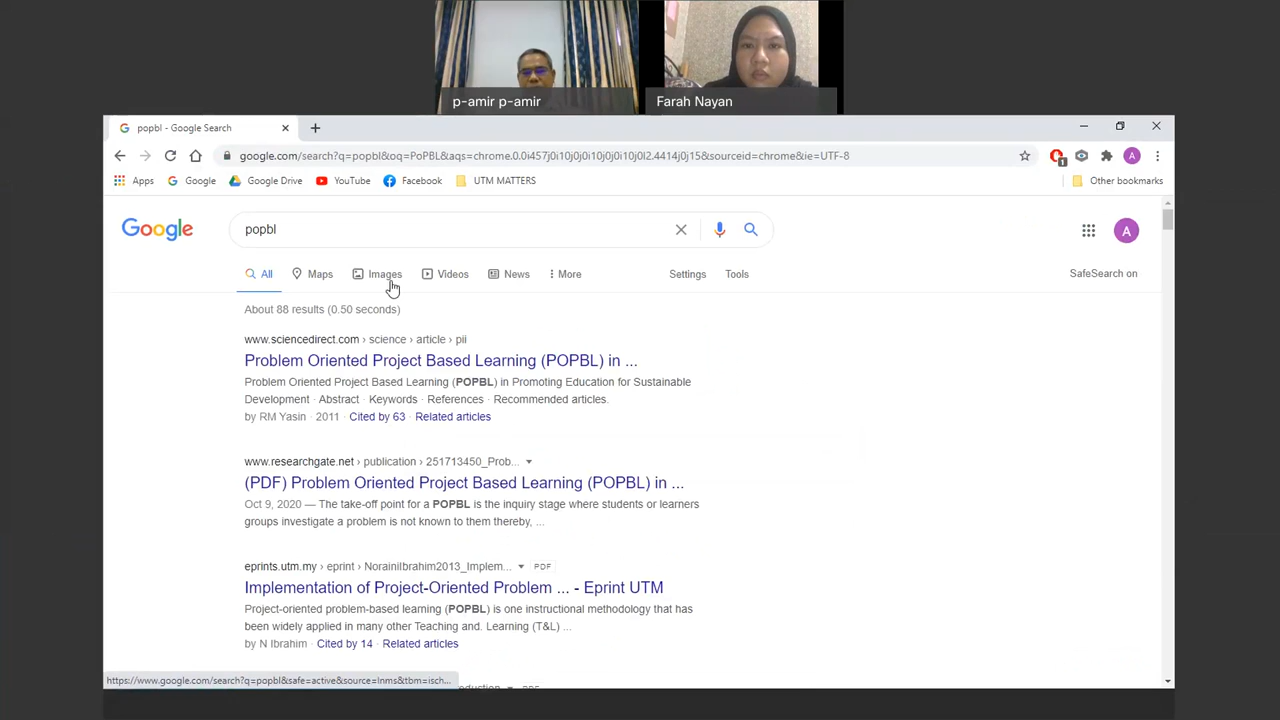 p-amir p-amir
Farah Nayan
popbl - Google Search
google.com/search?q=popbl&oq=PoPBL&aqs=chrome.0.0i457j0i10j0j0i10j0j0i10j0l2.4414j0j15&sourceid=chrome&ie=UTF-8
1
A
Apps
Google
Google Drive
YouTube
Facebook
UTM MATTERS
Other bookmarks
Google
popbl
A
All
Maps
Images
Videos
News
More
Settings
Tools
SafeSearch on
About 88 results (0.50 seconds)
www.sciencedirect.com › science › article › pii
Problem Oriented Project Based Learning (POPBL) in ...
Problem Oriented Project Based Learning (POPBL) in Promoting Education for Sustainable
Development · Abstract · Keywords · References · Recommended articles.
by RM Yasin · 2011 · Cited by 63 · Related articles
www.researchgate.net › publication › 251713450_Prob...
(PDF) Problem Oriented Project Based Learning (POPBL) in ...
Oct 9, 2020 — The take-off point for a POPBL is the inquiry stage where students or learners
groups investigate a problem is not known to them thereby, ...
eprints.utm.my › eprint › NorainiIbrahim2013_Implem... PDF
Implementation of Project-Oriented Problem ... - Eprint UTM
Project-oriented problem-based learning (POPBL) is one instructional methodology that has
been widely applied in many other Teaching and. Learning (T&L) ...
by N Ibrahim · Cited by 14 · Related articles
https://www.google.com/search?q=popbl&safe=active&source=lnms&tbm=isch...